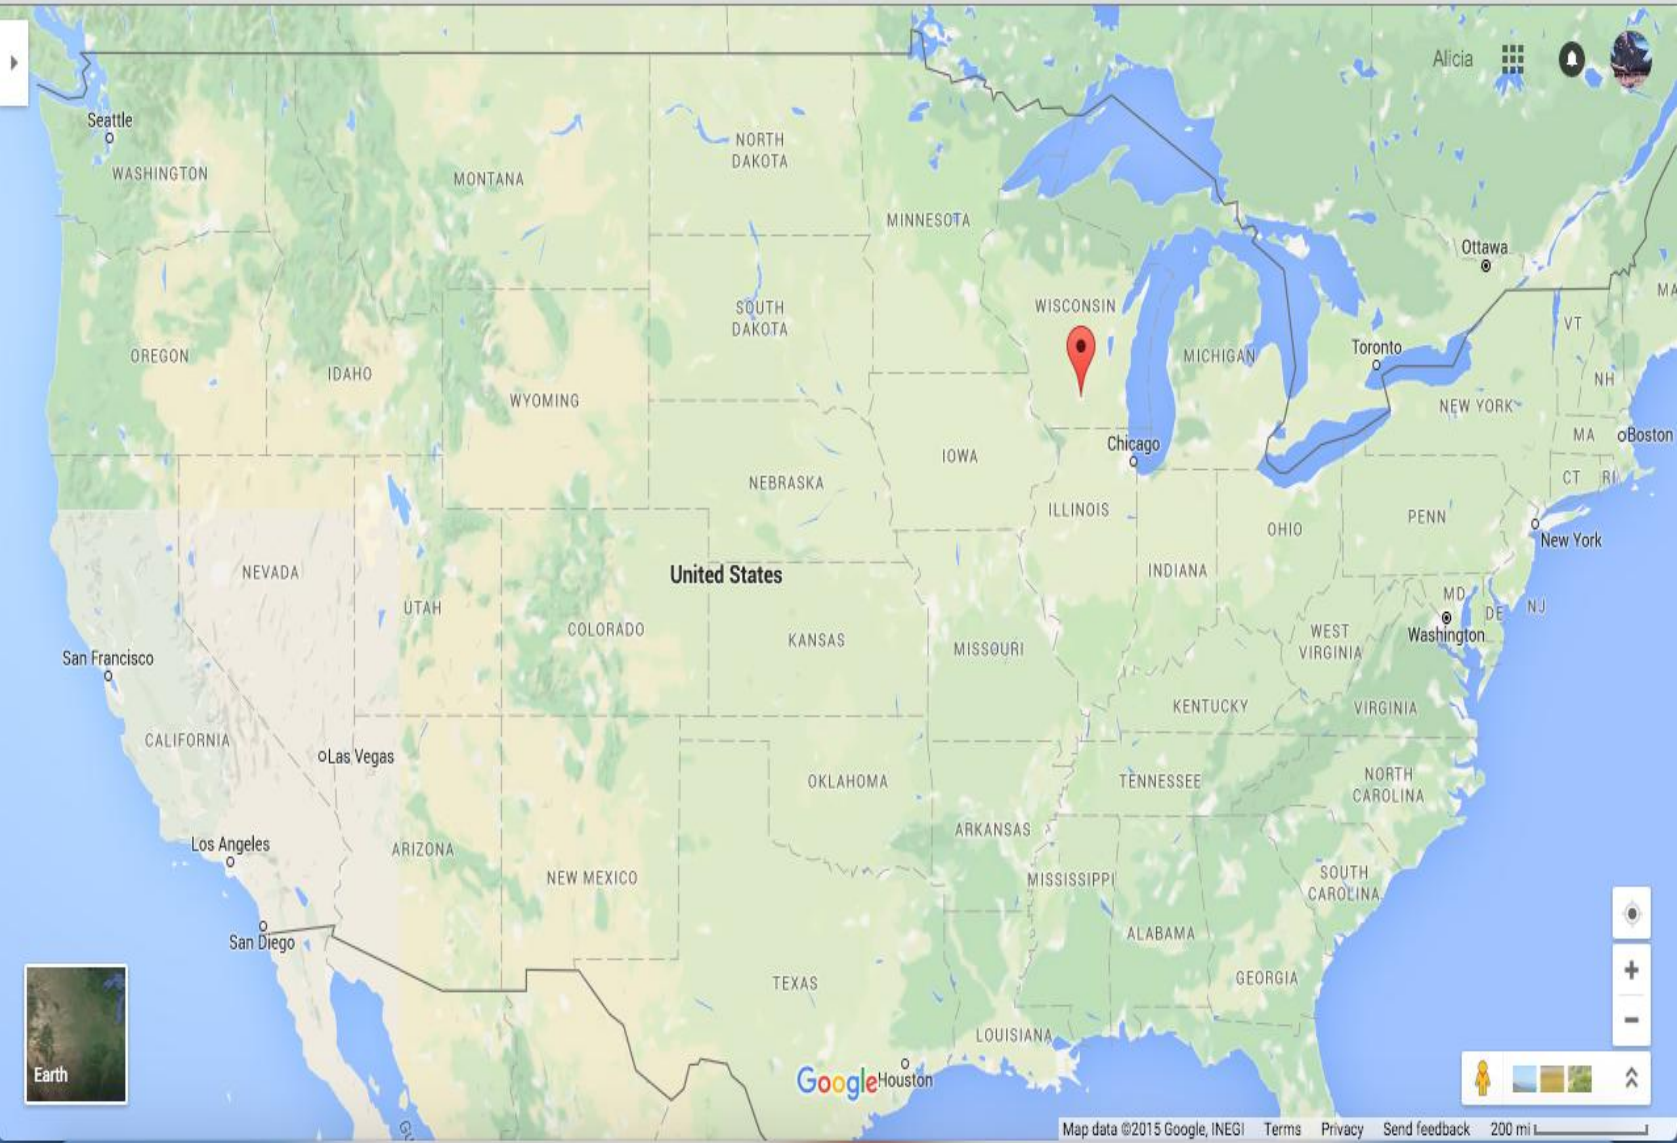 Alicia
Seattle
WASHINGTON
MONTANA
NORTH
DAKOTA
MINNESOTA
Ottawa
SOUTH
DAKOTA
WISCONSIN
MA
VT
OREGON
IDAHO
WYOMING
MICHIGAN
Toronto
NH
NEW YORK
Chicago
MA
Boston
IOWA
NEBRASKA
CT
RI
ILLINOIS
OHIO
PENN
New York
NEVADA
United States
INDIANA
UTAH
COLORADO
KANSAS
MISSOURI
MD
DE
NJ
Washington
WEST
VIRGINIA
San Francisco
KENTUCKY
VIRGINIA
CALIFORNIA
Las Vegas
OKLAHOMA
TENNESSEE
NORTH
CAROLINA
Los Angeles
ARIZONA
NEW MEXICO
ARKANSAS
MISSISSIPPI
SOUTH
CAROLINA
San Diego
ALABAMA
TEXAS
GEORGIA
LOUISIANA
Earth
Google
Houston
Map data ©2015 Google, INEGI Terms Privacy Send feedback 200 mi